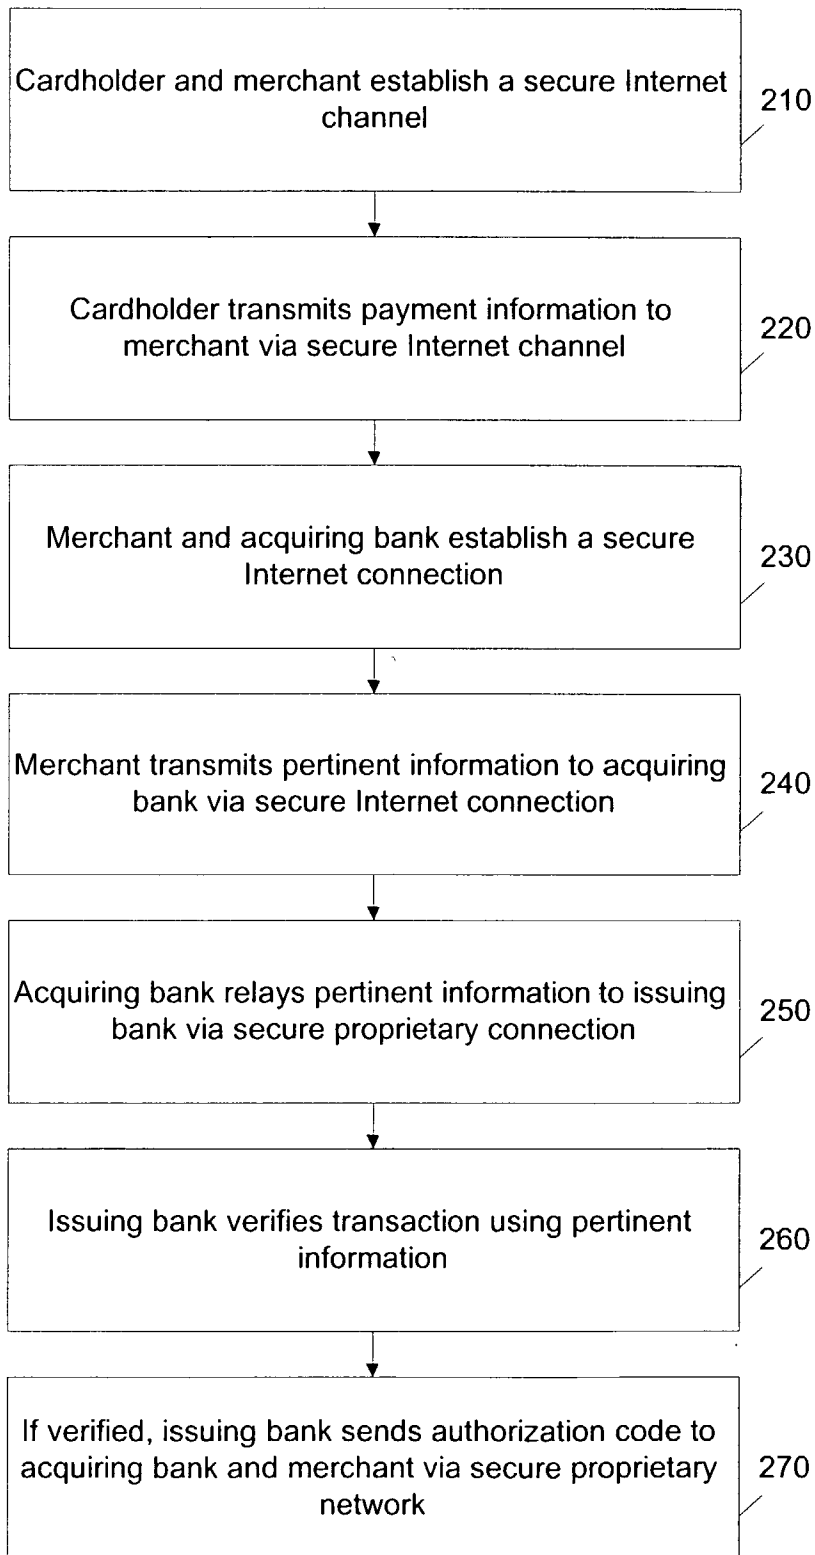 Cardholder and merchant establish a secure Internet
channel
210
Cardholder transmits payment information to
merchant via secure Internet channel
220
Merchant and acquiring bank establish a secure
Internet connection
230
Merchant transmits pertinent information to acquiring
bank via secure Internet connection
240
Acquiring bank relays pertinent information to issuing
bank via secure proprietary connection
250
Issuing bank verifies transaction using pertinent
information
260
If verified, issuing bank sends authorization code to
acquiring bank and merchant via secure proprietary
network
270